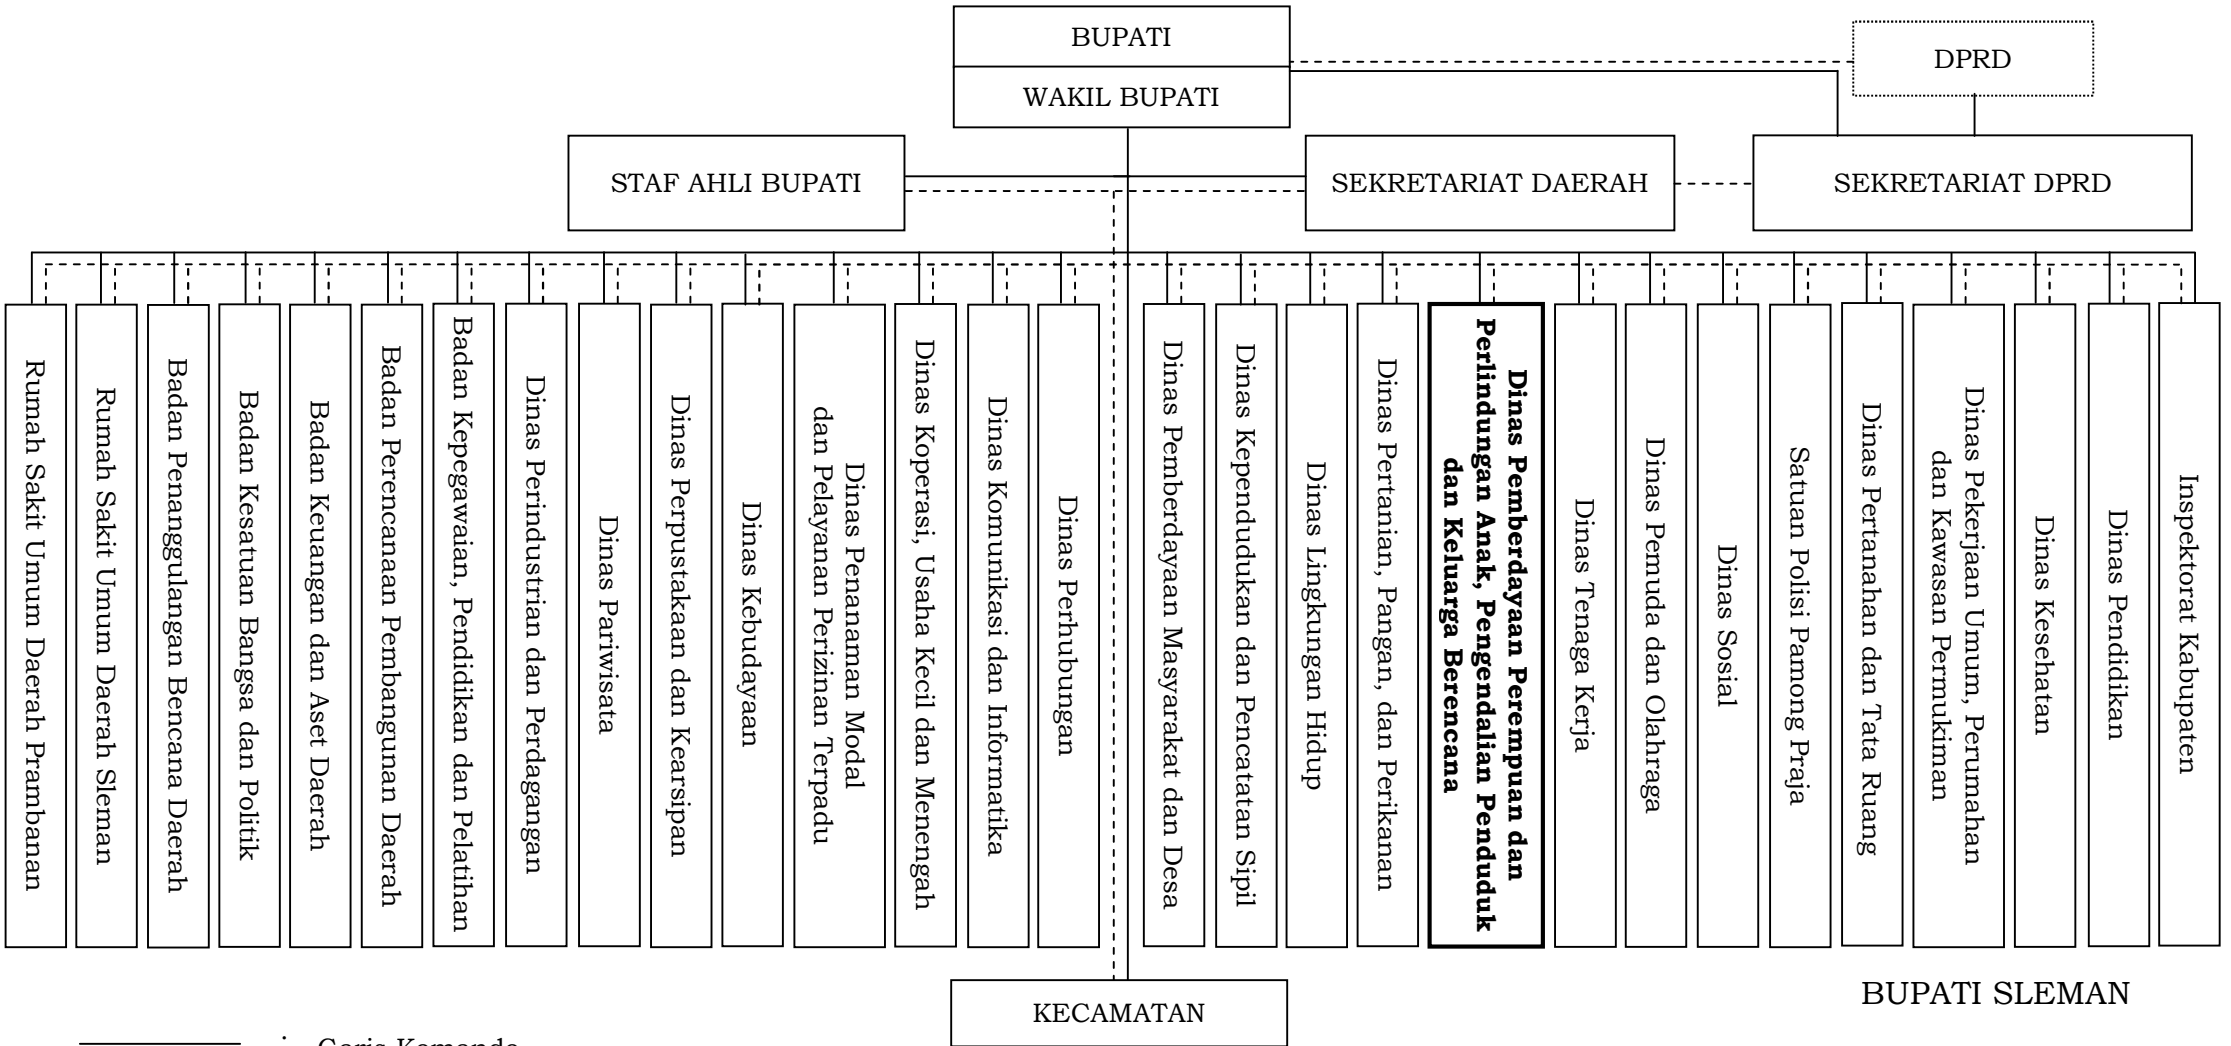 BUPATI
DPRD
WAKIL BUPATI
STAF AHLI BUPATI
SEKRETARIAT DAERAH
SEKRETARIAT DPRD
Rumah Sakit Umum Daerah Prambanan
Rumah Sakit Umum Daerah Sleman
Badan Penanggulangan Bencana Daerah
Badan Kesatuan Bangsa dan Politik
Badan Keuangan dan Aset Daerah
Badan Perencanaan Pembangunan Daerah
Badan Kepegawaian, Pendidikan dan Pelatihan
Dinas Perindustrian dan Perdagangan
Dinas Pariwisata
Dinas Perpustakaan dan Kearsipan
Dinas Kebudayaan
Dinas Penanaman Modal
dan Pelayanan Perizinan Terpadu
Dinas Koperasi, Usaha Kecil dan Menengah
Dinas Komunikasi dan Informatika
Dinas Perhubungan
Dinas Pemberdayaan Masyarakat dan Desa
Dinas Kependudukan dan Pencatatan Sipil
Dinas Lingkungan Hidup
Dinas Pertanian, Pangan, dan Perikanan
Dinas Pemberdayaan Perempuan dan
Perlindungan Anak, Pengendalian Penduduk
dan Keluarga Berencana
Dinas Tenaga Kerja
Dinas Pemuda dan Olahraga
Dinas Sosial
Satuan Polisi Pamong Praja
Dinas Pertanahan dan Tata Ruang
Dinas Pekerjaan Umum, Perumahan
dan Kawasan Permukiman
Dinas Kesehatan
Dinas Pendidikan
Inspektorat Kabupaten
KECAMATAN
BUPATI SLEMAN
: Garis Komando